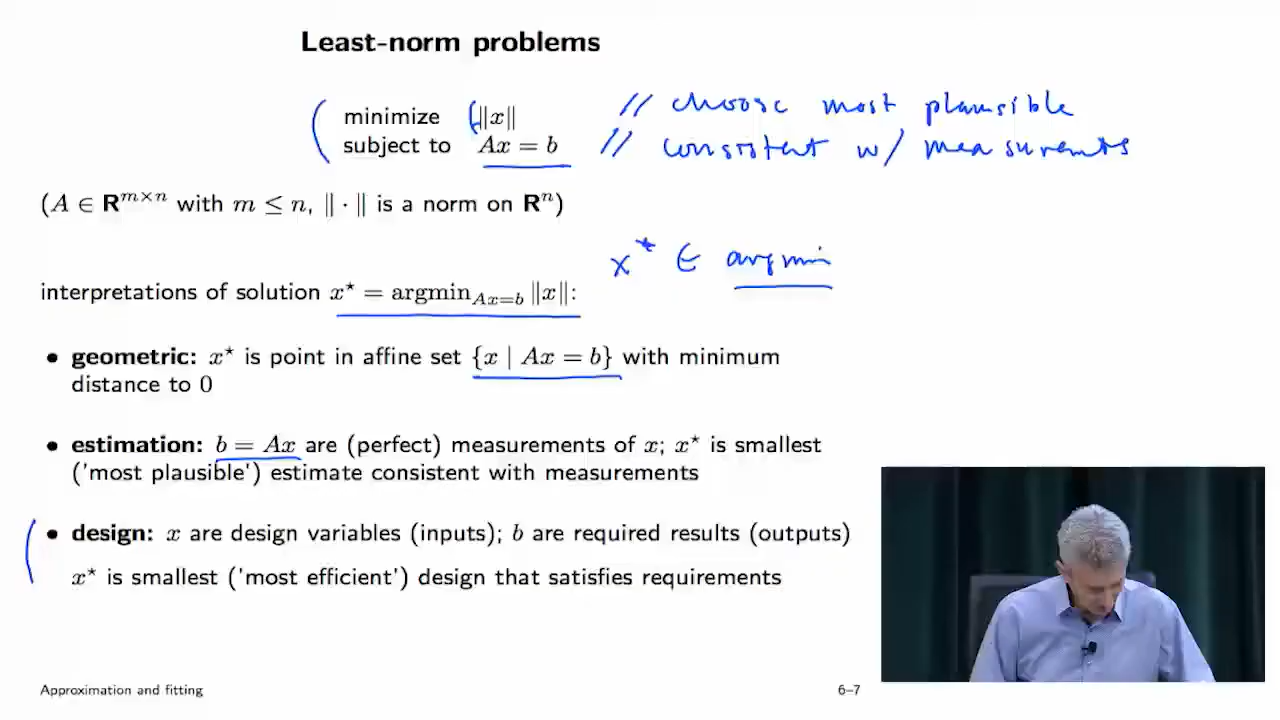 Least-norm problems
minimize ‖x‖ // choose most plausible
subject to Ax = b // consistent w/ measurements
(A ∈ R^{m×n} with m ≤ n, ‖·‖ is a norm on R^n)
x* ∈ argmin
interpretations of solution x⋆ = argmin_{Ax=b} ‖x‖:
• geometric: x⋆ is point in affine set {x | Ax = b} with minimum
distance to 0
• estimation: b = Ax are (perfect) measurements of x; x⋆ is smallest
('most plausible') estimate consistent with measurements
• design: x are design variables (inputs); b are required results (outputs)
x⋆ is smallest ('most efficient') design that satisfies requirements
Approximation and fitting 6–7